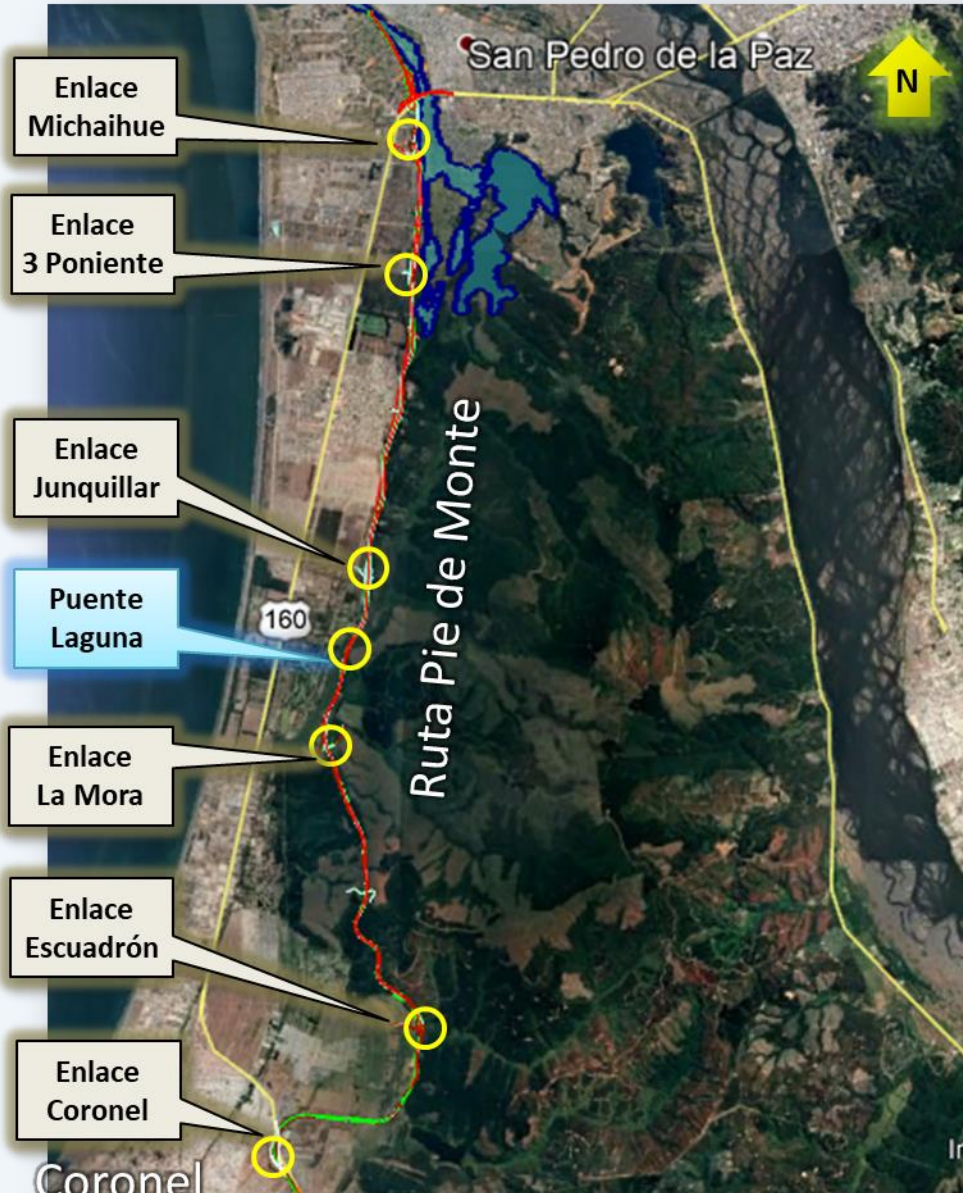 San Pedro de la Paz
N
Enlace
Michaihue
Enlace
3 Poniente
Enlace
Junquillar
Ruta Pie de Monte
Puente
Laguna
160
Enlace
La Mora
Enlace
Escuadrón
Enlace
Coronel
Coronel